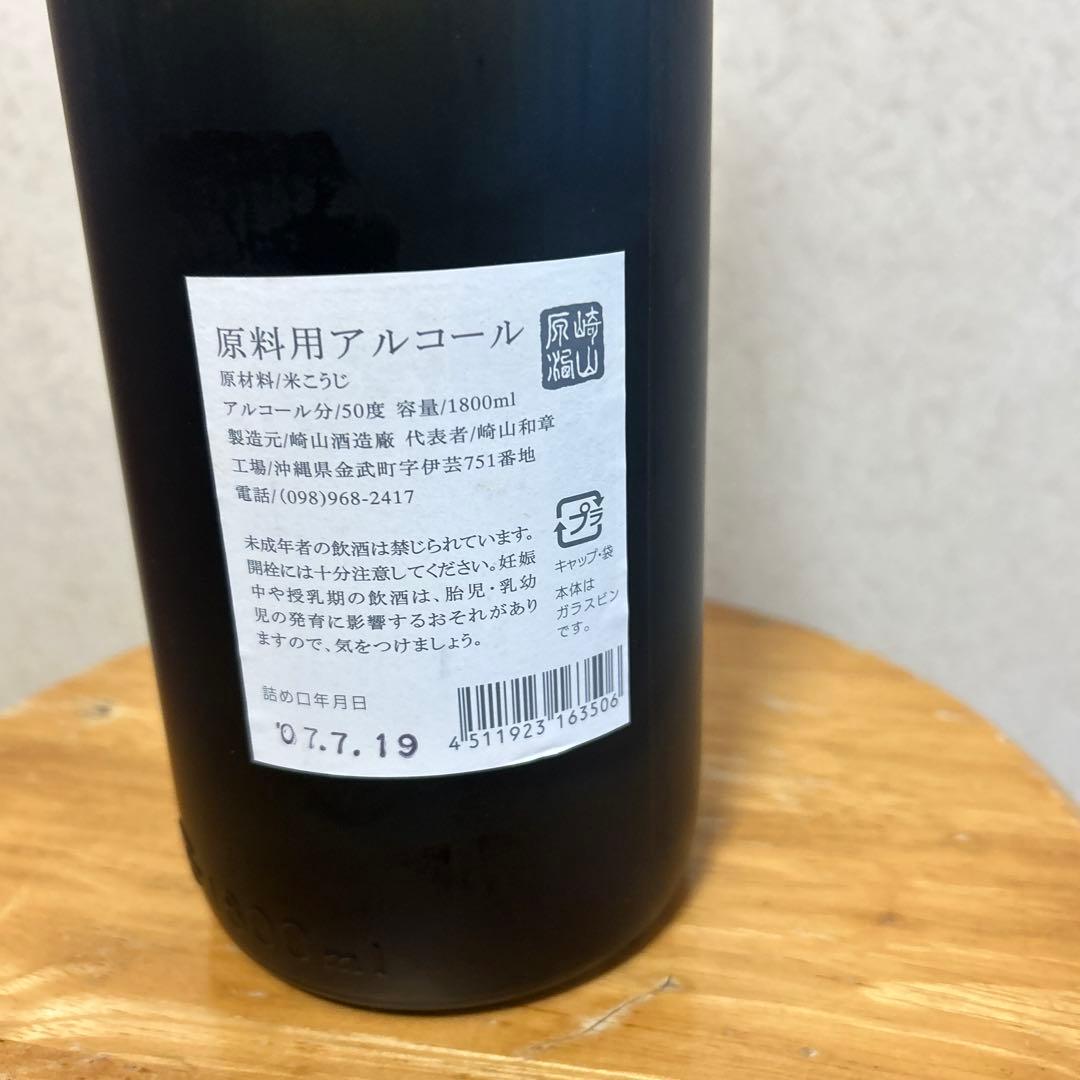 原料用アルコール
崎山
原酒
原材料/米こうじ
アルコール分/50度 容量/1800ml
製造元/崎山酒造廠 代表者/崎山和章
工場/沖縄県金武町字伊芸751番地
電話/(098)968-2417
未成年者の飲酒は禁じられています。
開栓には十分注意してください。妊娠
中や授乳期の飲酒は、胎児・乳幼
児の発育に影響するおそれがあり
ますので、気をつけましょう。
プラ
キャップ・袋
本体は
ガラスビン
です。
詰め口年月日
'07.7.19
4 511923 163506
1800ml